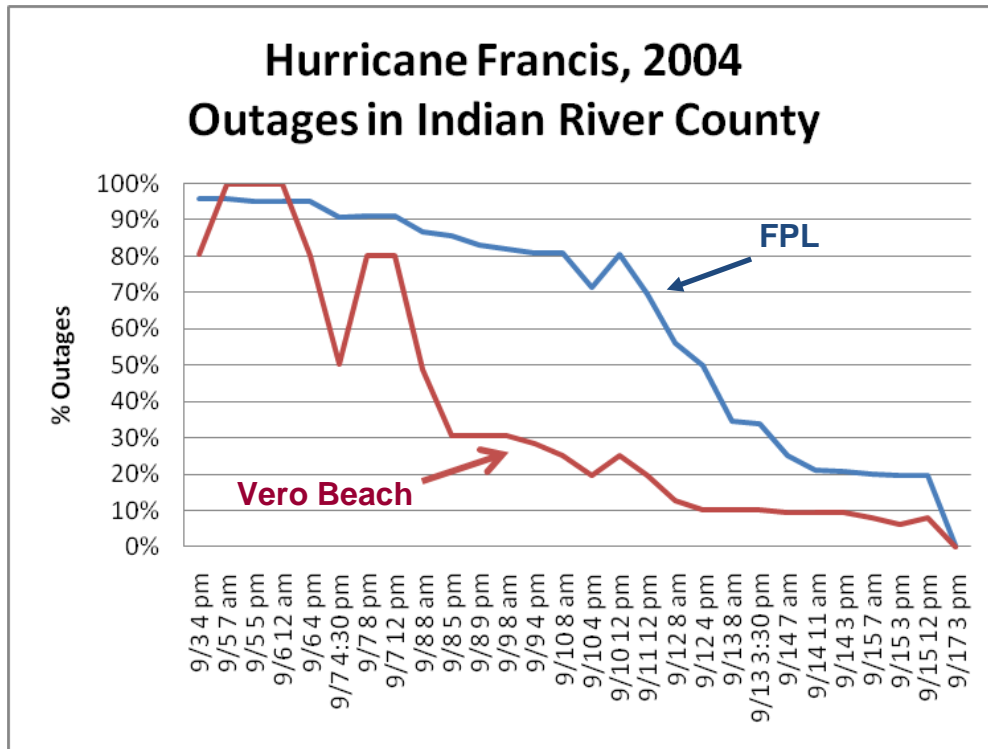 Hurricane Francis, 2004
Outages in Indian River County
% Outages
100%
90%
80%
70%
60%
50%
40%
30%
20%
10%
0%
FPL
Vero Beach
9/3 4 pm
9/5 7 am
9/5 5 pm
9/6 12 am
9/6 4 pm
9/7 4:30 pm
9/7 8 pm
9/7 12 pm
9/8 8 am
9/8 5 pm
9/8 9 pm
9/9 8 am
9/9 4 pm
9/10 8 am
9/10 4 pm
9/10 12 pm
9/11 12 pm
9/12 8 am
9/12 4 pm
9/13 8 am
9/13 3:30 pm
9/14 7 am
9/14 11 am
9/14 3 pm
9/15 7 am
9/15 3 pm
9/15 12 pm
9/17 3 pm